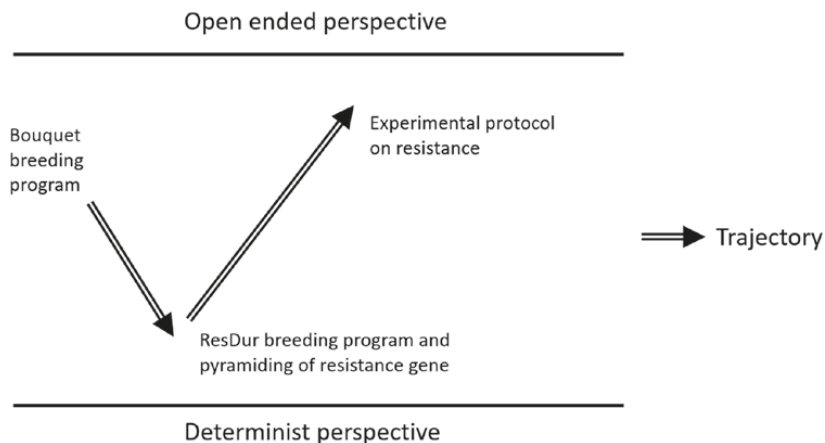 Open ended perspective
Bouquet
breeding
program
Experimental protocol
on resistance
Trajectory
ResDur breeding program and
pyramiding of resistance gene
Determinist perspective